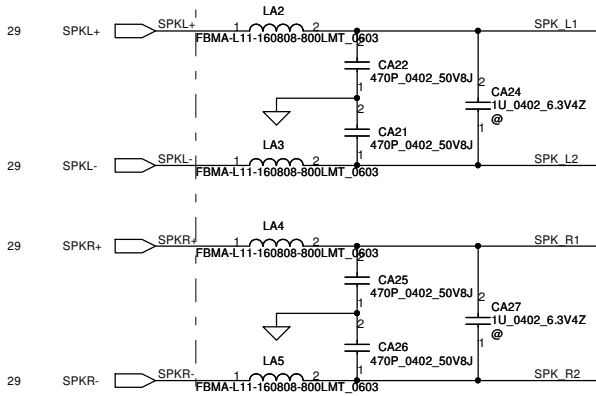 LA2
29 SPKL+ SPKL+ 1 2 SPK_L1
FBMA-L11-160808-800LMT_0603
2
CA22
470P_0402_50V8J
1
2
CA24
1U_0402_6.3V4Z
@
1
2
CA21
470P_0402_50V8J
1
LA3
29 SPKL- SPKL- 1 2 SPK_L2
FBMA-L11-160808-800LMT_0603
LA4
29 SPKR+ SPKR+ 1 2 SPK_R1
FBMA-L11-160808-800LMT_0603
2
CA25
470P_0402_50V8J
1
2
CA27
1U_0402_6.3V4Z
@
1
2
CA26
470P_0402_50V8J
1
LA5
29 SPKR- SPKR- 1 2 SPK_R2
FBMA-L11-160808-800LMT_0603